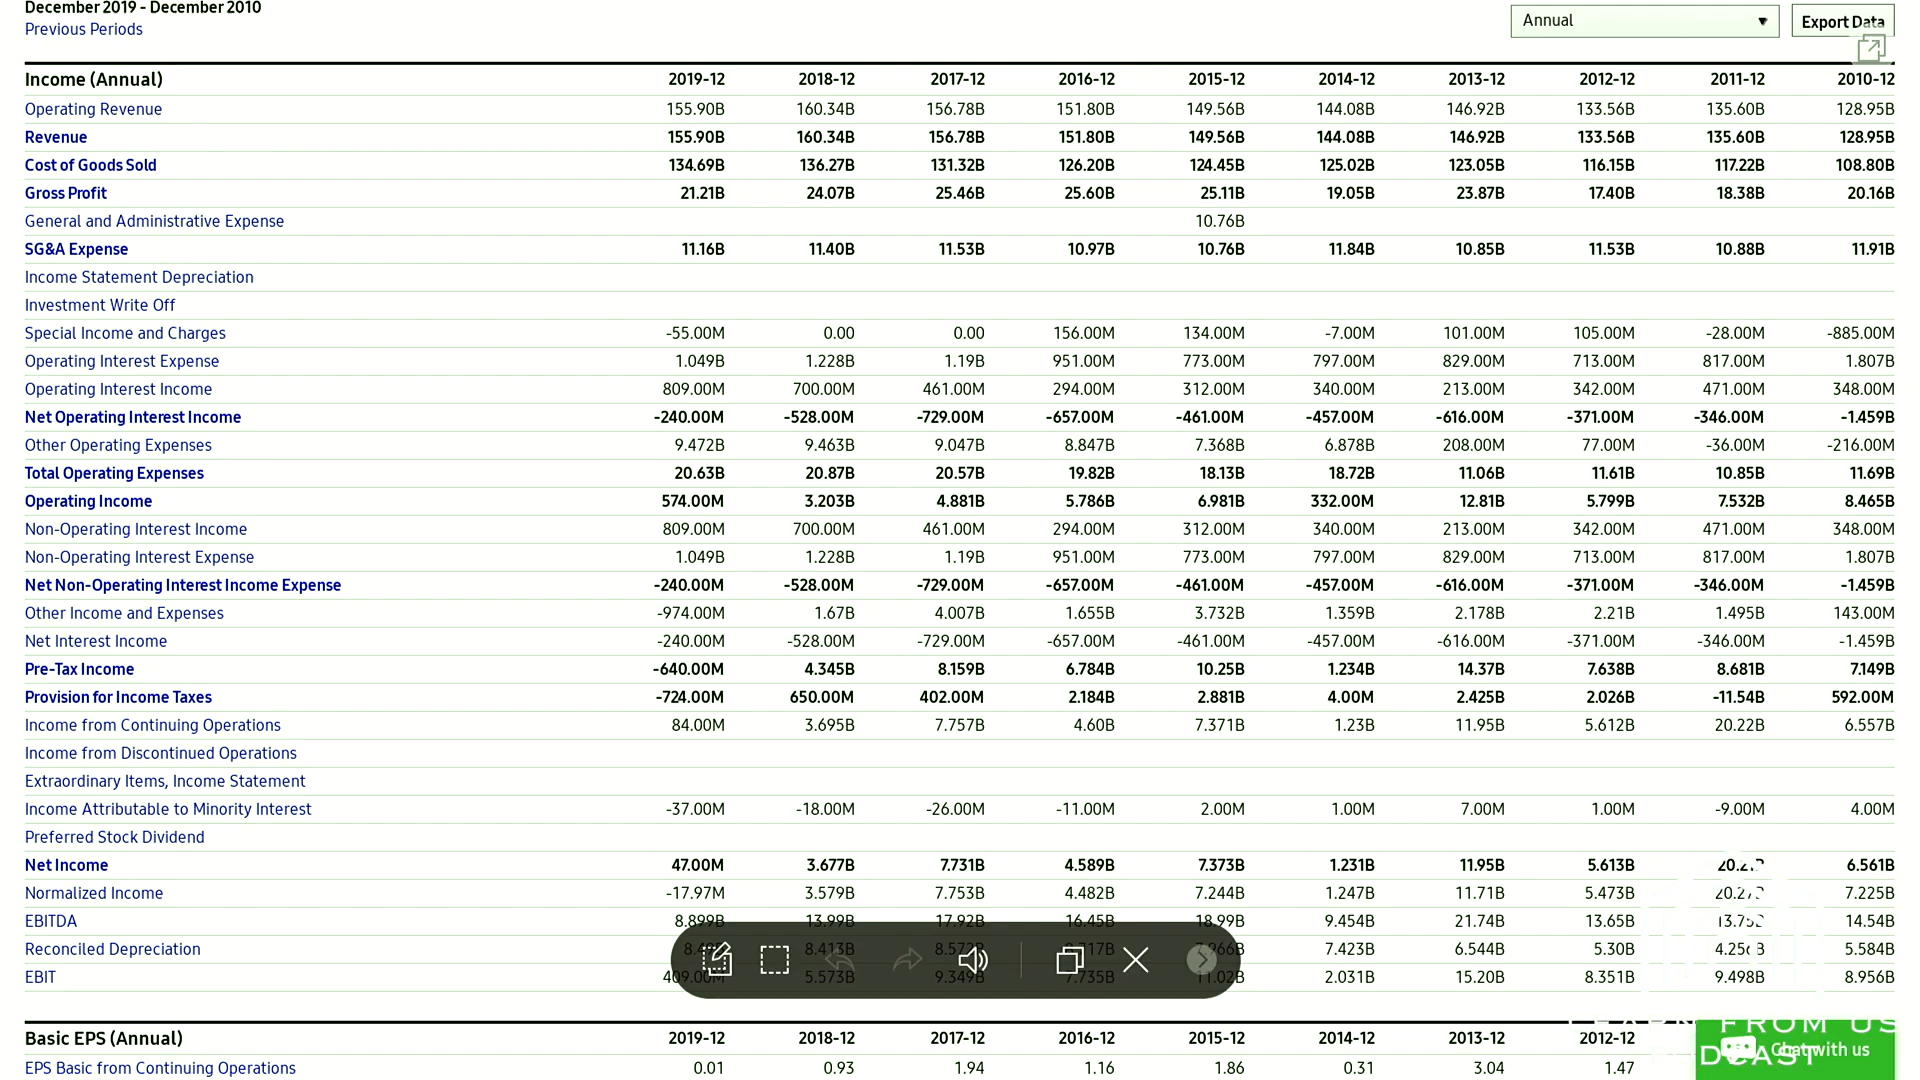 December 2019 - December 2010
Previous Periods
Annual
Export Data
Income (Annual) 2019-12 2018-12 2017-12 2016-12 2015-12 2014-12 2013-12 2012-12 2011-12 2010-12
Operating Revenue 155.90B 160.34B 156.78B 151.80B 149.56B 144.08B 146.92B 133.56B 135.60B 128.95B
Revenue 155.90B 160.34B 156.78B 151.80B 149.56B 144.08B 146.92B 133.56B 135.60B 128.95B
Cost of Goods Sold 134.69B 136.27B 131.32B 126.20B 124.45B 125.02B 123.05B 116.15B 117.22B 108.80B
Gross Profit 21.21B 24.07B 25.46B 25.60B 25.11B 19.05B 23.87B 17.40B 18.38B 20.16B
General and Administrative Expense 10.76B
SG&A Expense 11.16B 11.40B 11.53B 10.97B 10.76B 11.84B 10.85B 11.53B 10.88B 11.91B
Income Statement Depreciation
Investment Write Off
Special Income and Charges -55.00M 0.00 0.00 156.00M 134.00M -7.00M 101.00M 105.00M -28.00M -885.00M
Operating Interest Expense 1.049B 1.228B 1.19B 951.00M 773.00M 797.00M 829.00M 713.00M 817.00M 1.807B
Operating Interest Income 809.00M 700.00M 461.00M 294.00M 312.00M 340.00M 213.00M 342.00M 471.00M 348.00M
Net Operating Interest Income -240.00M -528.00M -729.00M -657.00M -461.00M -457.00M -616.00M -371.00M -346.00M -1.459B
Other Operating Expenses 9.472B 9.463B 9.047B 8.847B 7.368B 6.878B 208.00M 77.00M -36.00M -216.00M
Total Operating Expenses 20.63B 20.87B 20.57B 19.82B 18.13B 18.72B 11.06B 11.61B 10.85B 11.69B
Operating Income 574.00M 3.203B 4.881B 5.786B 6.981B 332.00M 12.81B 5.799B 7.532B 8.465B
Non-Operating Interest Income 809.00M 700.00M 461.00M 294.00M 312.00M 340.00M 213.00M 342.00M 471.00M 348.00M
Non-Operating Interest Expense 1.049B 1.228B 1.19B 951.00M 773.00M 797.00M 829.00M 713.00M 817.00M 1.807B
Net Non-Operating Interest Income Expense -240.00M -528.00M -729.00M -657.00M -461.00M -457.00M -616.00M -371.00M -346.00M -1.459B
Other Income and Expenses -974.00M 1.67B 4.007B 1.655B 3.732B 1.359B 2.178B 2.21B 1.495B 143.00M
Net Interest Income -240.00M -528.00M -729.00M -657.00M -461.00M -457.00M -616.00M -371.00M -346.00M -1.459B
Pre-Tax Income -640.00M 4.345B 8.159B 6.784B 10.25B 1.234B 14.37B 7.638B 8.681B 7.149B
Provision for Income Taxes -724.00M 650.00M 402.00M 2.184B 2.881B 4.00M 2.425B 2.026B -11.54B 592.00M
Income from Continuing Operations 84.00M 3.695B 7.757B 4.60B 7.371B 1.23B 11.95B 5.612B 20.22B 6.557B
Income from Discontinued Operations
Extraordinary Items, Income Statement
Income Attributable to Minority Interest -37.00M -18.00M -26.00M -11.00M 2.00M 1.00M 7.00M 1.00M -9.00M 4.00M
Preferred Stock Dividend
Net Income 47.00M 3.677B 7.731B 4.589B 7.373B 1.231B 11.95B 5.613B 6.561B
Normalized Income -17.97M 3.579B 7.753B 4.482B 7.244B 1.247B 11.71B 5.473B 7.225B
EBITDA 8.899B 13.99B 17.92B 16.45B 18.99B 9.454B 21.74B 13.65B 14.54B
Reconciled Depreciation 8.413B 8.572B 7.423B 6.544B 5.30B 4.256B 5.584B
EBIT 409.00M 5.573B 9.349B 7.735B 11.02B 2.031B 15.20B 8.351B 9.498B 8.956B
Basic EPS (Annual) 2019-12 2018-12 2017-12 2016-12 2015-12 2014-12 2013-12 2012-12
EPS Basic from Continuing Operations 0.01 0.93 1.94 1.16 1.86 0.31 3.04 1.47
LEARN FROM US
PODCAST
Chat with us